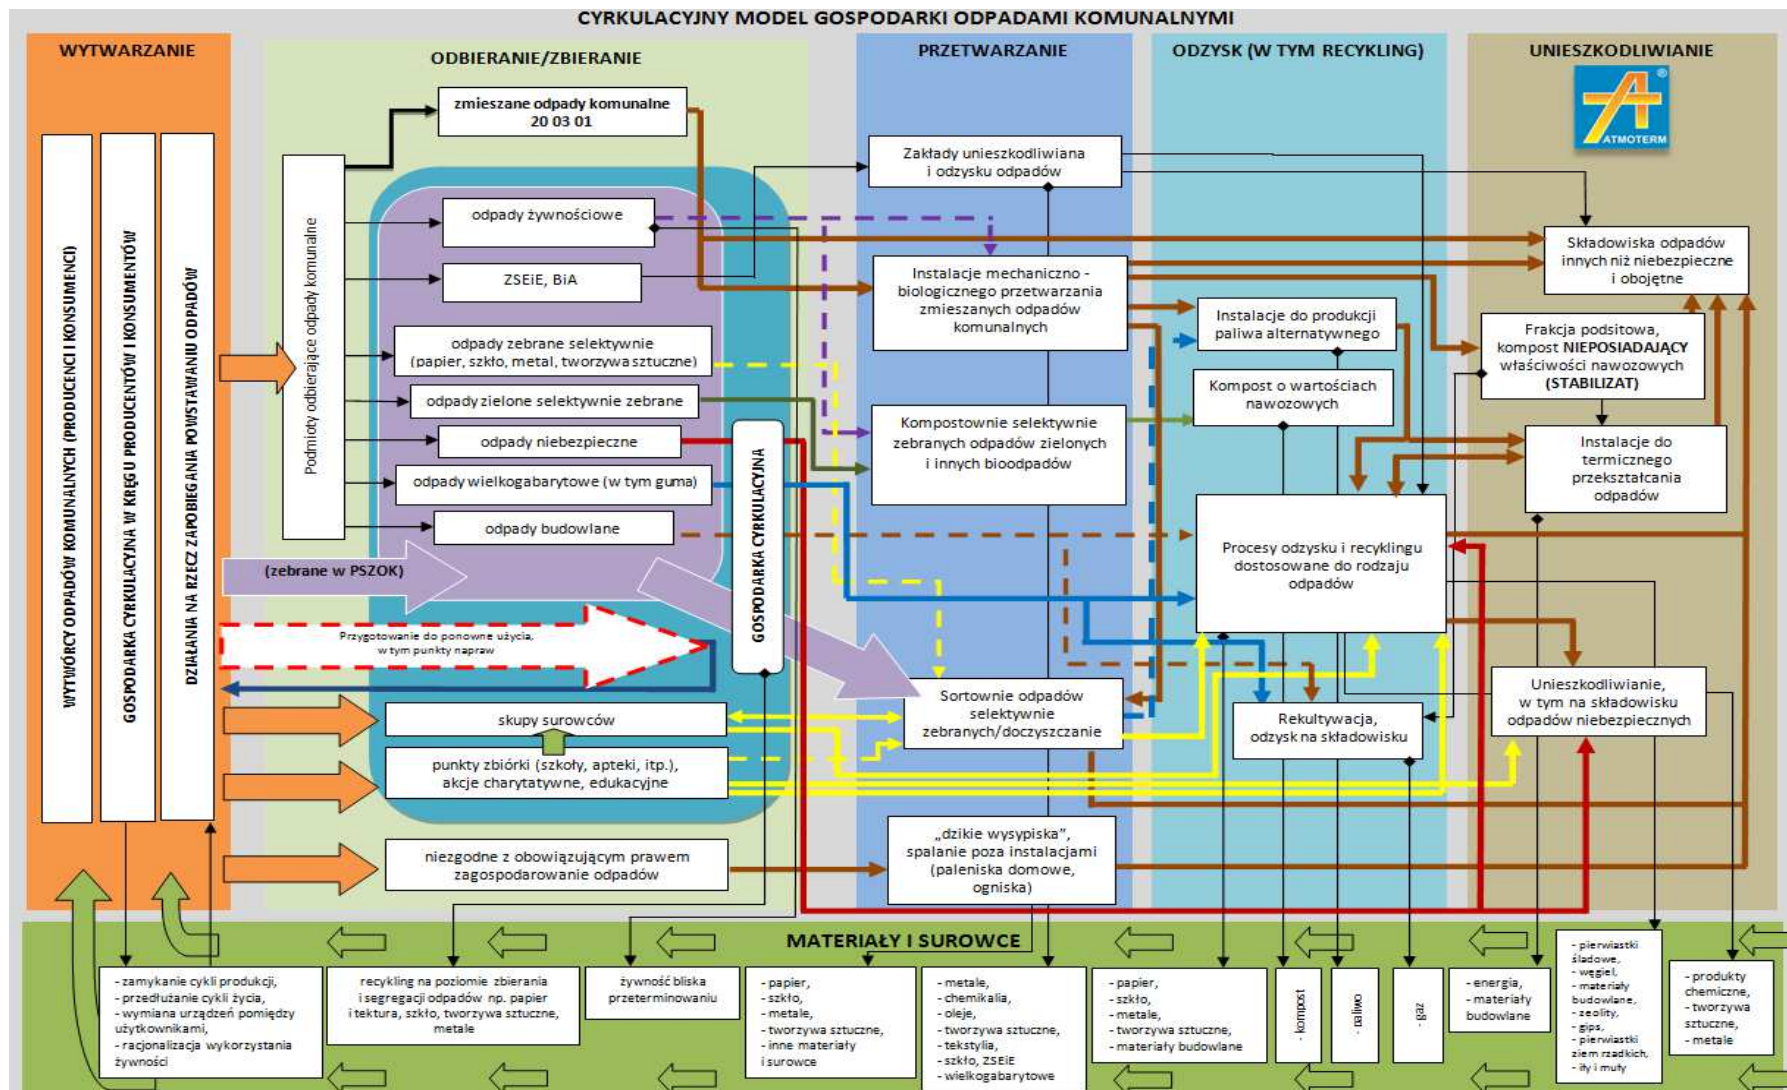 CYRKULACYJNY MODEL GOSPODARKI ODPADAMI KOMUNALNYMI
WYTWARZANIE
ODBIERANIE/ZBIERANIE
PRZETWARZANIE
ODZYSK (W TYM RECYKLING)
UNIESZKODLIWIANIE
ATMOTERM
®
WYTWÓRCY ODPADÓW KOMUNALNYCH (PRODUCENCI I KONSUMENCI)
GOSPODARKA CYRKULACYJNA W KRĘGU PRODUCENTÓW I KONSUMENTÓW
DZIAŁANIA NA RZECZ ZAPOBIEGANIA POWSTAWANIU ODPADÓW
Podmioty odbierające odpady komunalne
zmieszane odpady komunalne
20 03 01
odpady żywnościowe
ZSEiE, BiA
odpady zebrane selektywnie
(papier, szkło, metal, tworzywa sztuczne)
odpady zielone selektywnie zebrane
odpady niebezpieczne
odpady wielkogabarytowe (w tym guma)
odpady budowlane
(zebrane w PSZOK)
Przygotowanie do ponowne użycia,
w tym punkty napraw
GOSPODARKA CYRKULACYJNA
skupy surowców
punkty zbiórki (szkoły, apteki, itp.),
akcje charytatywne, edukacyjne
niezgodne z obowiązującym prawem
zagospodarowanie odpadów
Zakłady unieszkodliwiana
i odzysku odpadów
Instalacje mechaniczno -
biologicznego przetwarzania
zmieszanych odpadów
komunalnych
Kompostownie selektywnie
zebranych odpadów zielonych
i innych bioodpadów
Sortownie odpadów
selektywnie
zebranych/doczyszczanie
„dzikie wysypiska”,
spalanie poza instalacjami
(paleniska domowe,
ogniska)
Instalacje do produkcji
paliwa alternatywnego
Kompost o wartościach
nawozowych
Procesy odzysku i recyklingu
dostosowane do rodzaju
odpadów
Rekultywacja,
odzysk na składowisku
Składowiska odpadów
innych niż niebezpieczne
i obojętne
Frakcja podsitowa,
kompost NIEPOSIADAJĄCY
właściwości nawozowych
(STABILIZAT)
Instalacje do
termicznego
przekształcania
odpadów
Unieszkodliwianie,
w tym na składowisku
odpadów niebezpiecznych
MATERIAŁY I SUROWCE
- zamykanie cykli produkcji,
- przedłużanie cykli życia,
- wymiana urządzeń pomiędzy
użytkownikami,
- racjonalizacja wykorzystania
żywności
recykling na poziomie zbierania
i segregacji odpadów np. papier
i tektura, szkło, tworzywa sztuczne,
metale
żywność bliska
przeterminowaniu
- papier,
- szkło,
- metale,
- tworzywa sztuczne,
- inne materiały
i surowce
- metale,
- chemikalia,
- oleje,
- tworzywa sztuczne,
- tekstylia,
- szkło, ZSEiE
- wielkogabarytowe
- papier,
- szkło,
- metale,
- tworzywa sztuczne,
- materiały budowlane
- kompost
- paliwo
- gaz
- energia,
- materiały
budowlane
- pierwiastki
śladowe,
- węgiel,
- materiały
budowlane,
- zeolity,
- gips,
- pierwiastki
ziem rzadkich,
- iły i muły
- produkty
chemiczne,
- tworzywa
sztuczne,
- metale